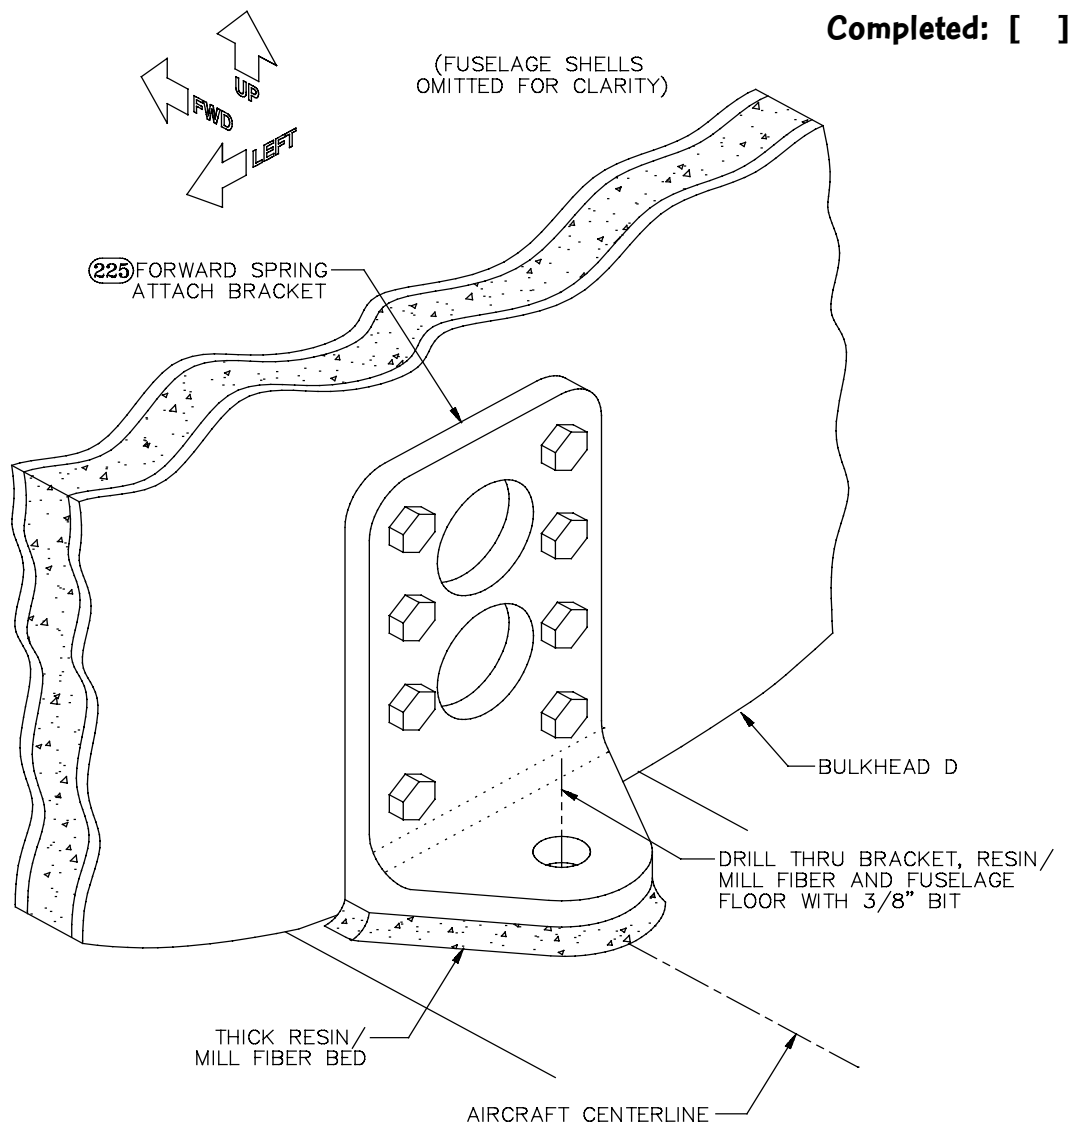 Completed: [ ]
UP
FWD
LEFT
(FUSELAGE SHELLS
OMITTED FOR CLARITY)
225 FORWARD SPRING
ATTACH BRACKET
BULKHEAD D
DRILL THRU BRACKET, RESIN/
MILL FIBER AND FUSELAGE
FLOOR WITH 3/8" BIT
THICK RESIN/
MILL FIBER BED
AIRCRAFT CENTERLINE